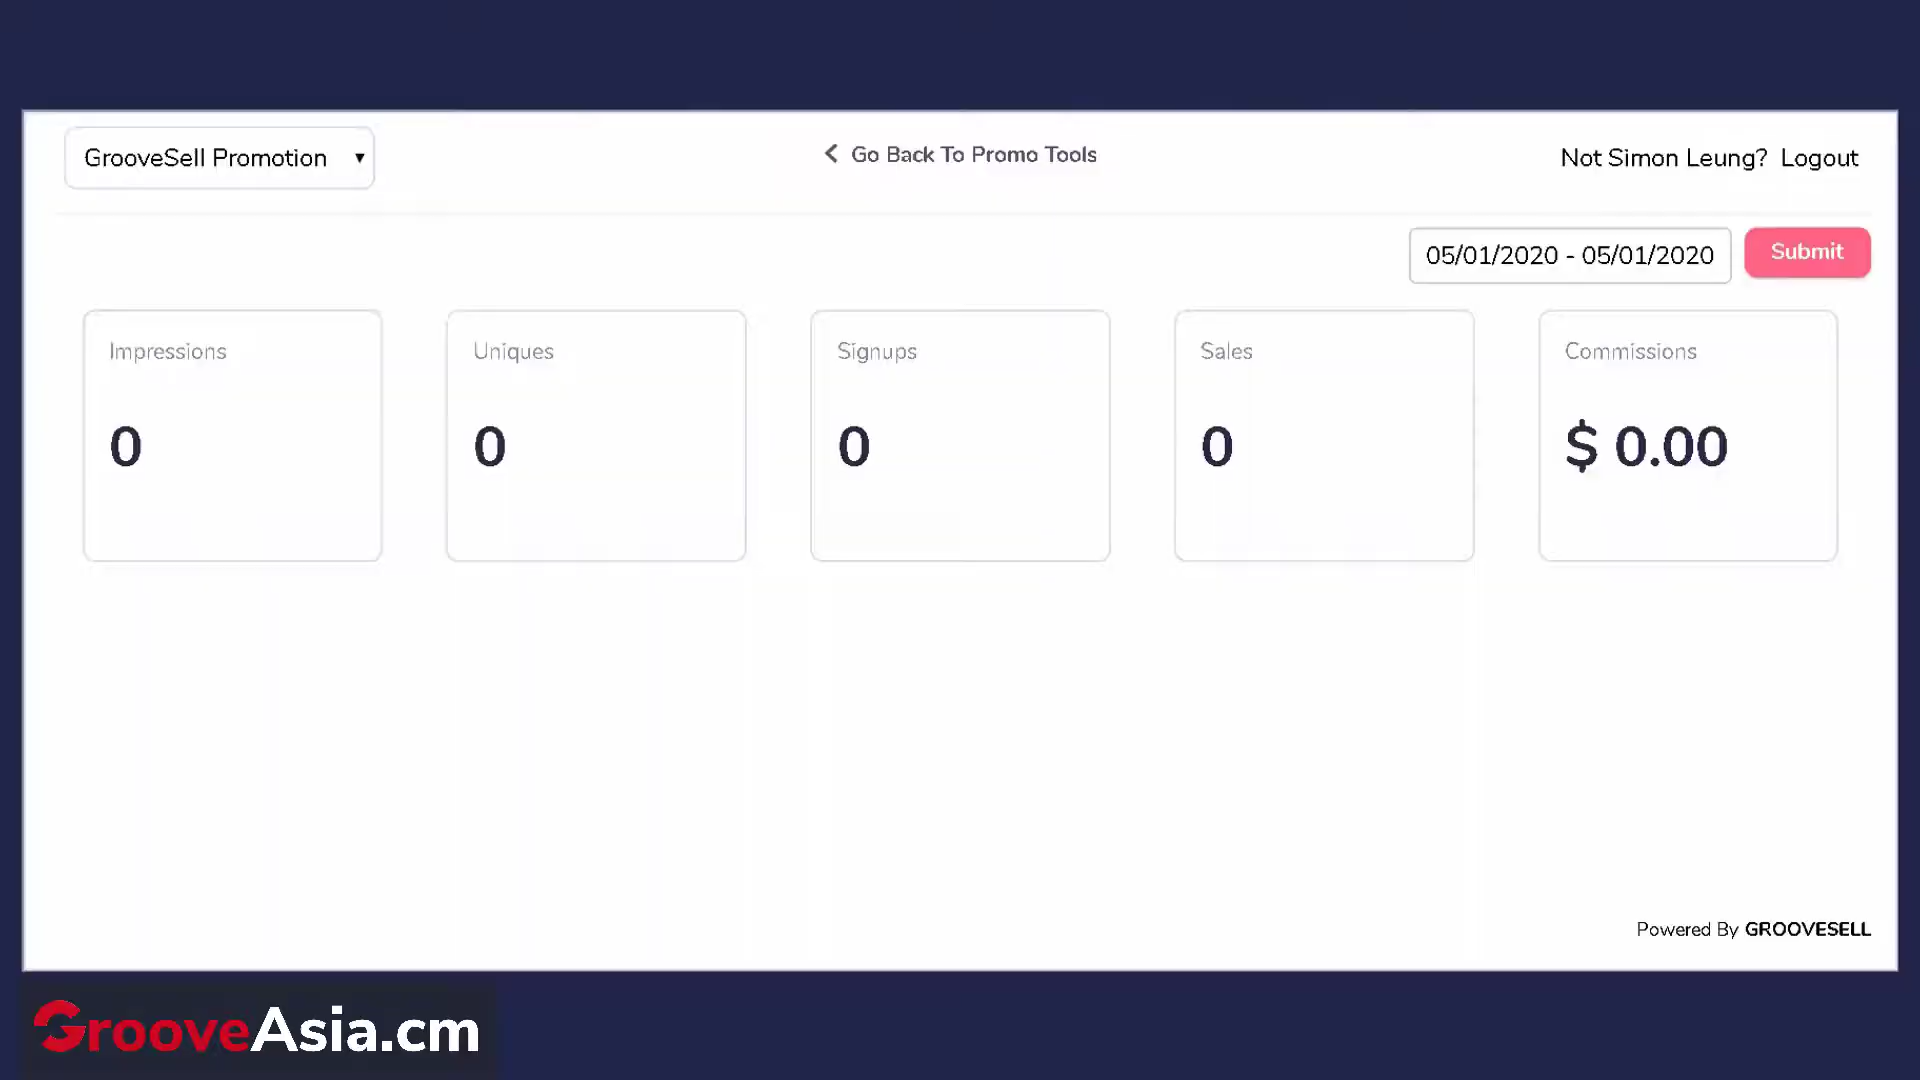 GrooveSell Promotion
Go Back To Promo Tools
Not Simon Leung? Logout
05/01/2020 - 05/01/2020
Submit
Impressions
0
Uniques
0
Signups
0
Sales
0
Commissions
$ 0.00
Powered By GROOVESELL
GrooveAsia.cm